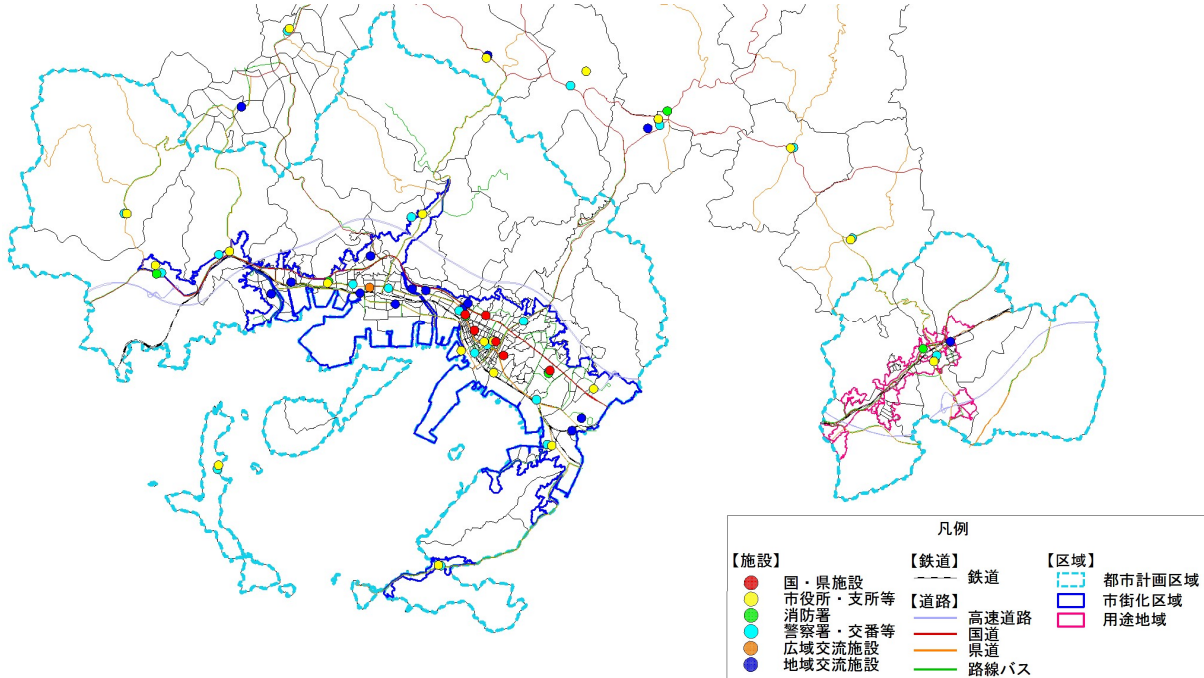 凡例
【施設】
国・県施設
市役所・支所等
消防署
警察署・交番等
広域交流施設
地域交流施設
【鉄道】
鉄道
【道路】
高速道路
国道
県道
路線バス
【区域】
都市計画区域
市街化区域
用途地域